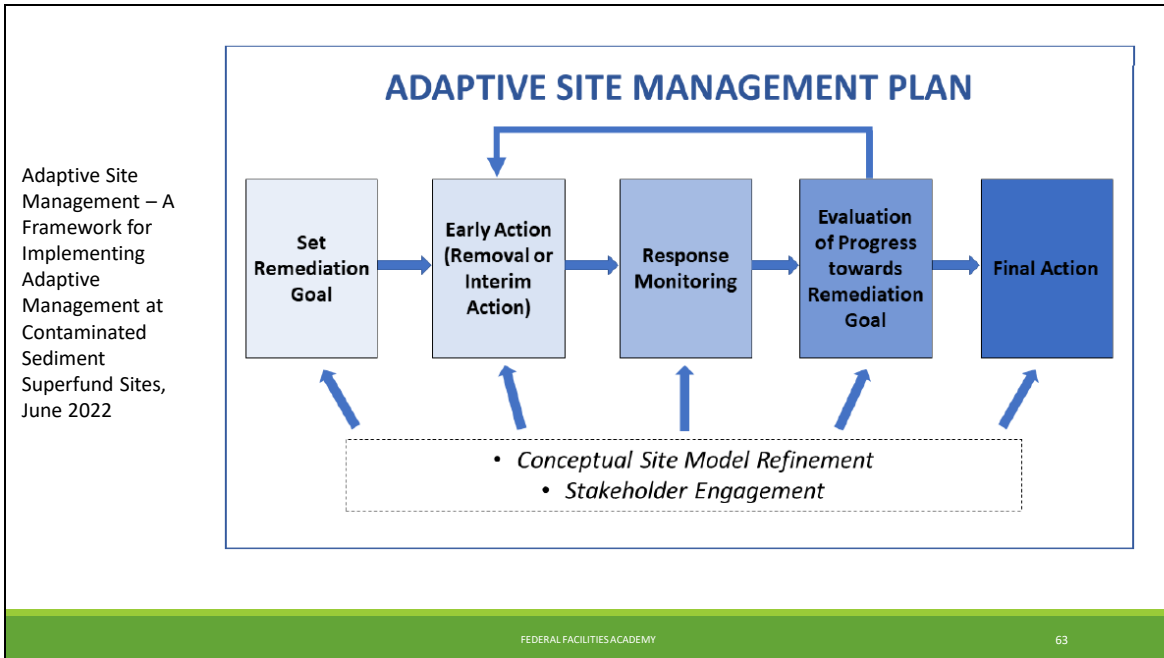 Adaptive Site
Management – A
Framework for
Implementing
Adaptive
Management at
Contaminated
Sediment
Superfund Sites,
June 2022
ADAPTIVE SITE MANAGEMENT PLAN
Set
Remediation
Goal
Early Action
(Removal or
Interim
Action)
Response
Monitoring
Evaluation
of Progress
towards
Remediation
Goal
Final Action
• Conceptual Site Model Refinement
• Stakeholder Engagement
FEDERAL FACILITIES ACADEMY
63